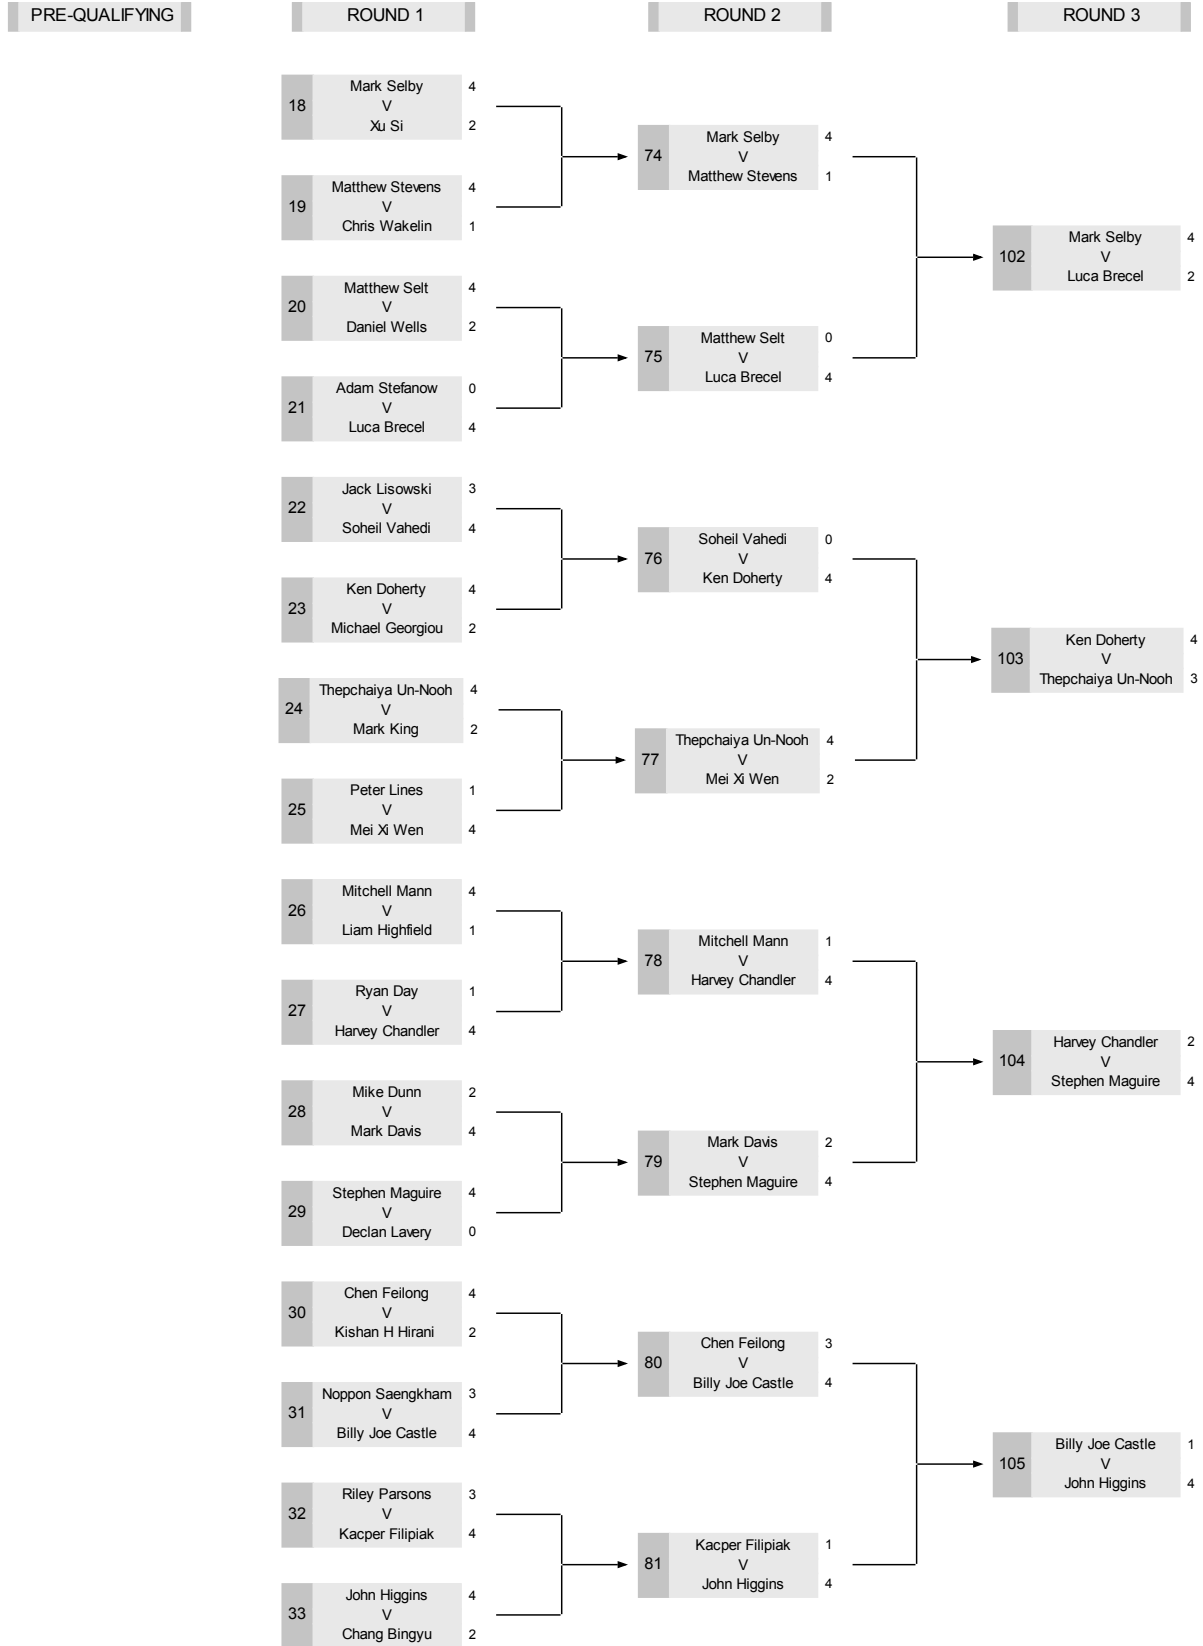 PRE-QUALIFYING
ROUND 1
ROUND 2
ROUND 3
18
Mark Selby 4
V
Xu Si 2
19
Matthew Stevens 4
V
Chris Wakelin 1
20
Matthew Selt 4
V
Daniel Wells 2
21
Adam Stefanow 0
V
Luca Brecel 4
22
Jack Lisowski 3
V
Soheil Vahedi 4
23
Ken Doherty 4
V
Michael Georgiou 2
24
Thepchaiya Un-Nooh 4
V
Mark King 2
25
Peter Lines 1
V
Mei Xi Wen 4
26
Mitchell Mann 4
V
Liam Highfield 1
27
Ryan Day 1
V
Harvey Chandler 4
28
Mike Dunn 2
V
Mark Davis 4
29
Stephen Maguire 4
V
Declan Lavery 0
30
Chen Feilong 4
V
Kishan H Hirani 2
31
Noppon Saengkham 3
V
Billy Joe Castle 4
32
Riley Parsons 3
V
Kacper Filipiak 4
33
John Higgins 4
V
Chang Bingyu 2
74
Mark Selby 4
V
Matthew Stevens 1
75
Matthew Selt 0
V
Luca Brecel 4
76
Soheil Vahedi 0
V
Ken Doherty 4
77
Thepchaiya Un-Nooh 4
V
Mei Xi Wen 2
78
Mitchell Mann 1
V
Harvey Chandler 4
79
Mark Davis 2
V
Stephen Maguire 4
80
Chen Feilong 3
V
Billy Joe Castle 4
81
Kacper Filipiak 1
V
John Higgins 4
102
Mark Selby 4
V
Luca Brecel 2
103
Ken Doherty 4
V
Thepchaiya Un-Nooh 3
104
Harvey Chandler 2
V
Stephen Maguire 4
105
Billy Joe Castle 1
V
John Higgins 4